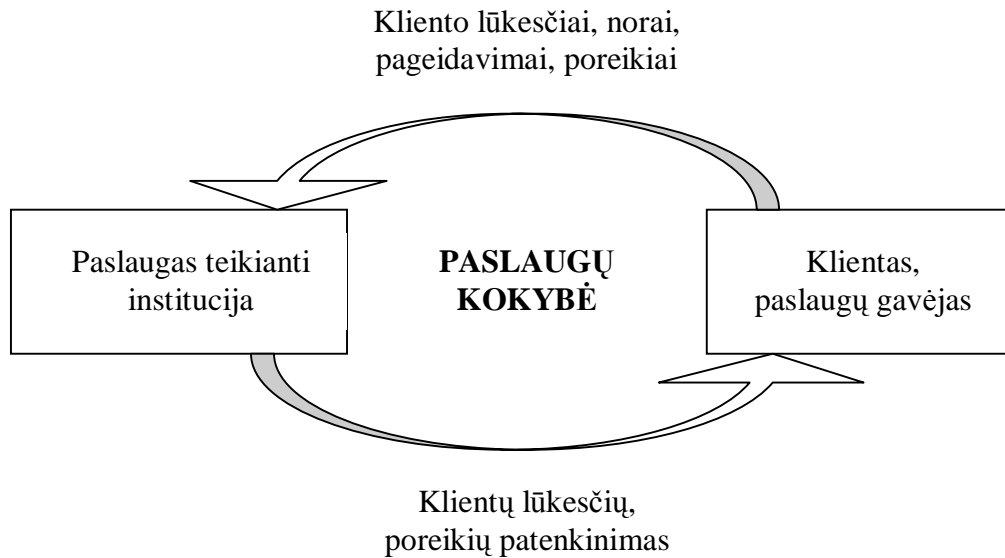 Kliento lūkesčiai, norai,
pageidavimai, poreikiai
Paslaugas teikianti
institucija
PASLAUGŲ
KOKYBĖ
Klientas,
paslaugų gavėjas
Klientų lūkesčių,
poreikių patenkinimas